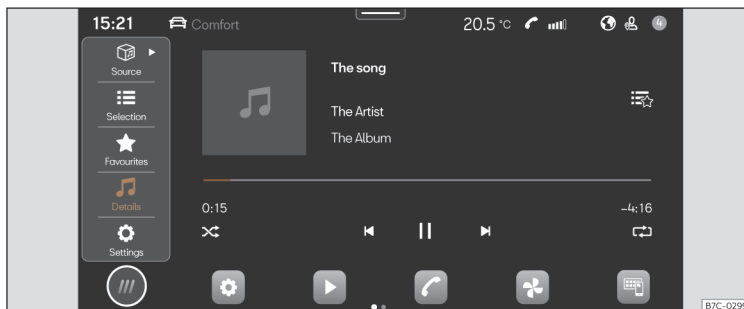 15:21
Comfort
20.5 °C
4
Source
Selection
Favourites
Details
Settings
The song
The Artist
The Album
0:15
-4:16
B7C-0299